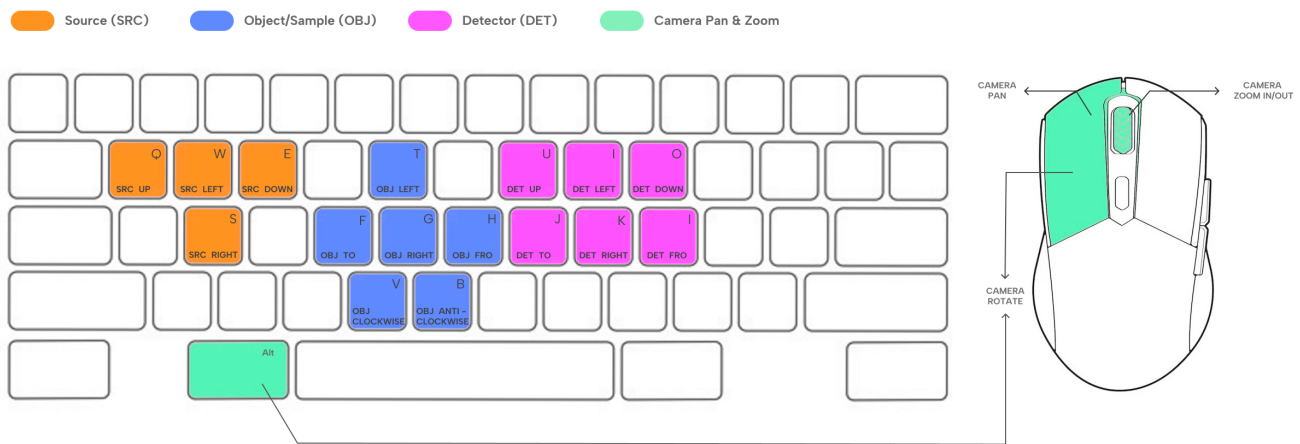 Source (SRC)
Object/Sample (OBJ)
Detector (DET)
Camera Pan & Zoom
CAMERA
PAN
CAMERA
ZOOM IN/OUT
Q
SRC UP
W
SRC LEFT
E
SRC DOWN
T
OBJ LEFT
U
DET UP
I
DET LEFT
O
DET DOWN
S
SRC RIGHT
F
OBJ TO
G
OBJ RIGHT
H
OBJ FRO
J
DET TO
K
DET RIGHT
l
DET FRO
V
OBJ
CLOCKWISE
B
OBJ ANTI -
CLOCKWISE
CAMERA
ROTATE
Alt